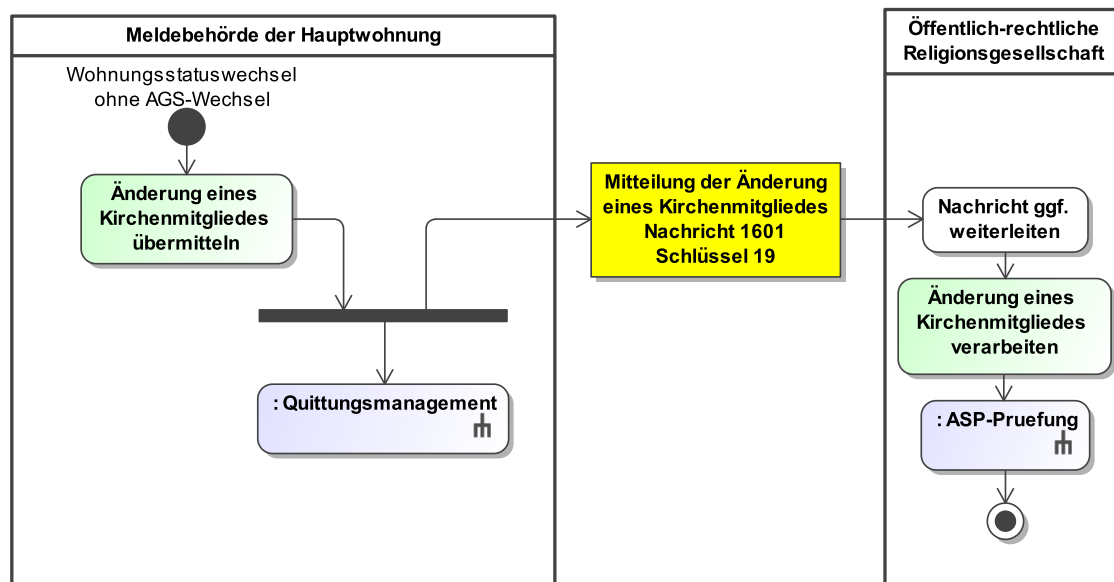 Meldebehörde der Hauptwohnung
Wohnungsstatuswechsel
ohne AGS-Wechsel
Änderung eines
Kirchenmitgliedes
übermitteln
: Quittungsmanagement
Mitteilung der Änderung
eines Kirchenmitgliedes
Nachricht 1601
Schlüssel 19
Öffentlich-rechtliche
Religionsgesellschaft
Nachricht ggf.
weiterleiten
Änderung eines
Kirchenmitgliedes
verarbeiten
: ASP-Pruefung